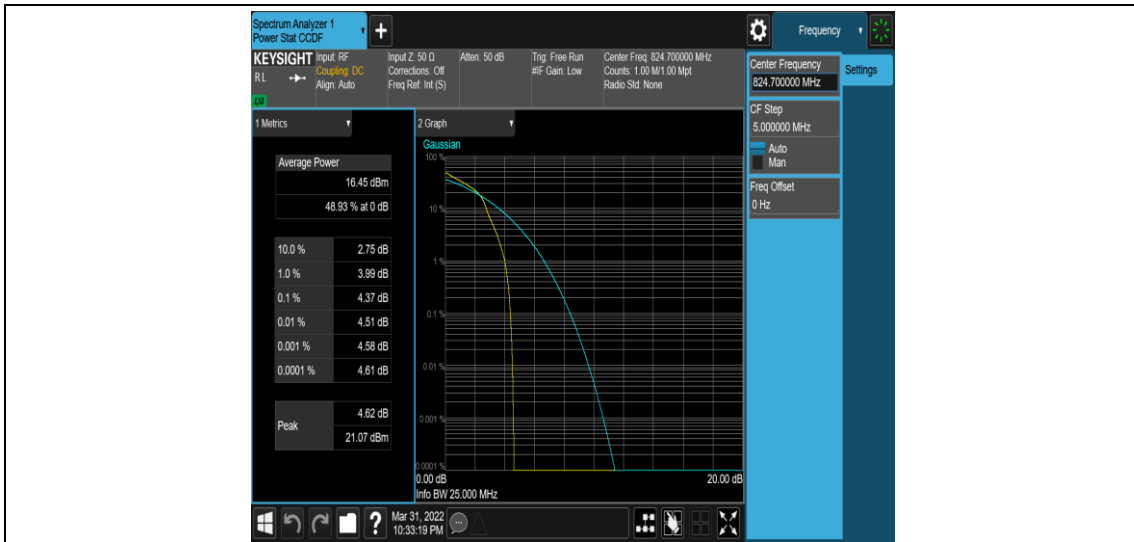 Spectrum Analyzer 1
Power Stat CCDF
+
Frequency
KEYSIGHT
RL
Input: RF
Coupling: DC
Align: Auto
Input Z: 50 Ω
Corrections: Off
Freq Ref: Int (S)
Atten: 50 dB
Trig: Free Run
#IF Gain: Low
Center Freq: 824.700000 MHz
Counts: 1.00 M/1.00 Mpt
Radio Std: None
Center Frequency
824.700000 MHz
Settings
CF Step
5.000000 MHz
Auto
Man
Freq Offset
0 Hz
1 Metrics
Average Power
16.45 dBm
48.93 % at 0 dB
10.0 % 2.75 dB
1.0 % 3.99 dB
0.1 % 4.37 dB
0.01 % 4.51 dB
0.001 % 4.58 dB
0.0001 % 4.61 dB
Peak
4.62 dB
21.07 dBm
2 Graph
Gaussian
100 %
10 %
1 %
0.1 %
0.01 %
0.001 %
0.0001 %
0.00 dB 20.00 dB
Info BW 25.000 MHz
?
Mar 31, 2022
10:33:19 PM